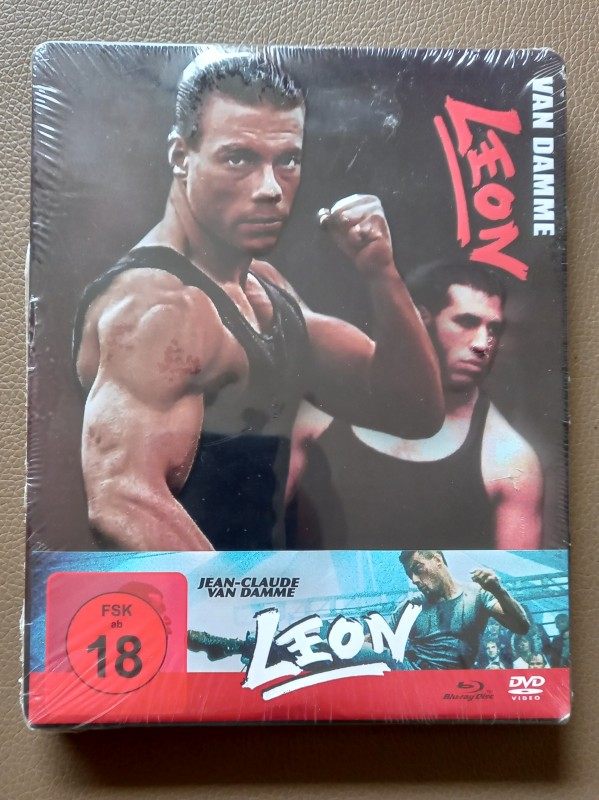 VAN DAMME
LEON
JEAN-CLAUDE
VAN DAMME
LEON
FSK
ab
18
Blu-ray Disc
DVD
VIDEO